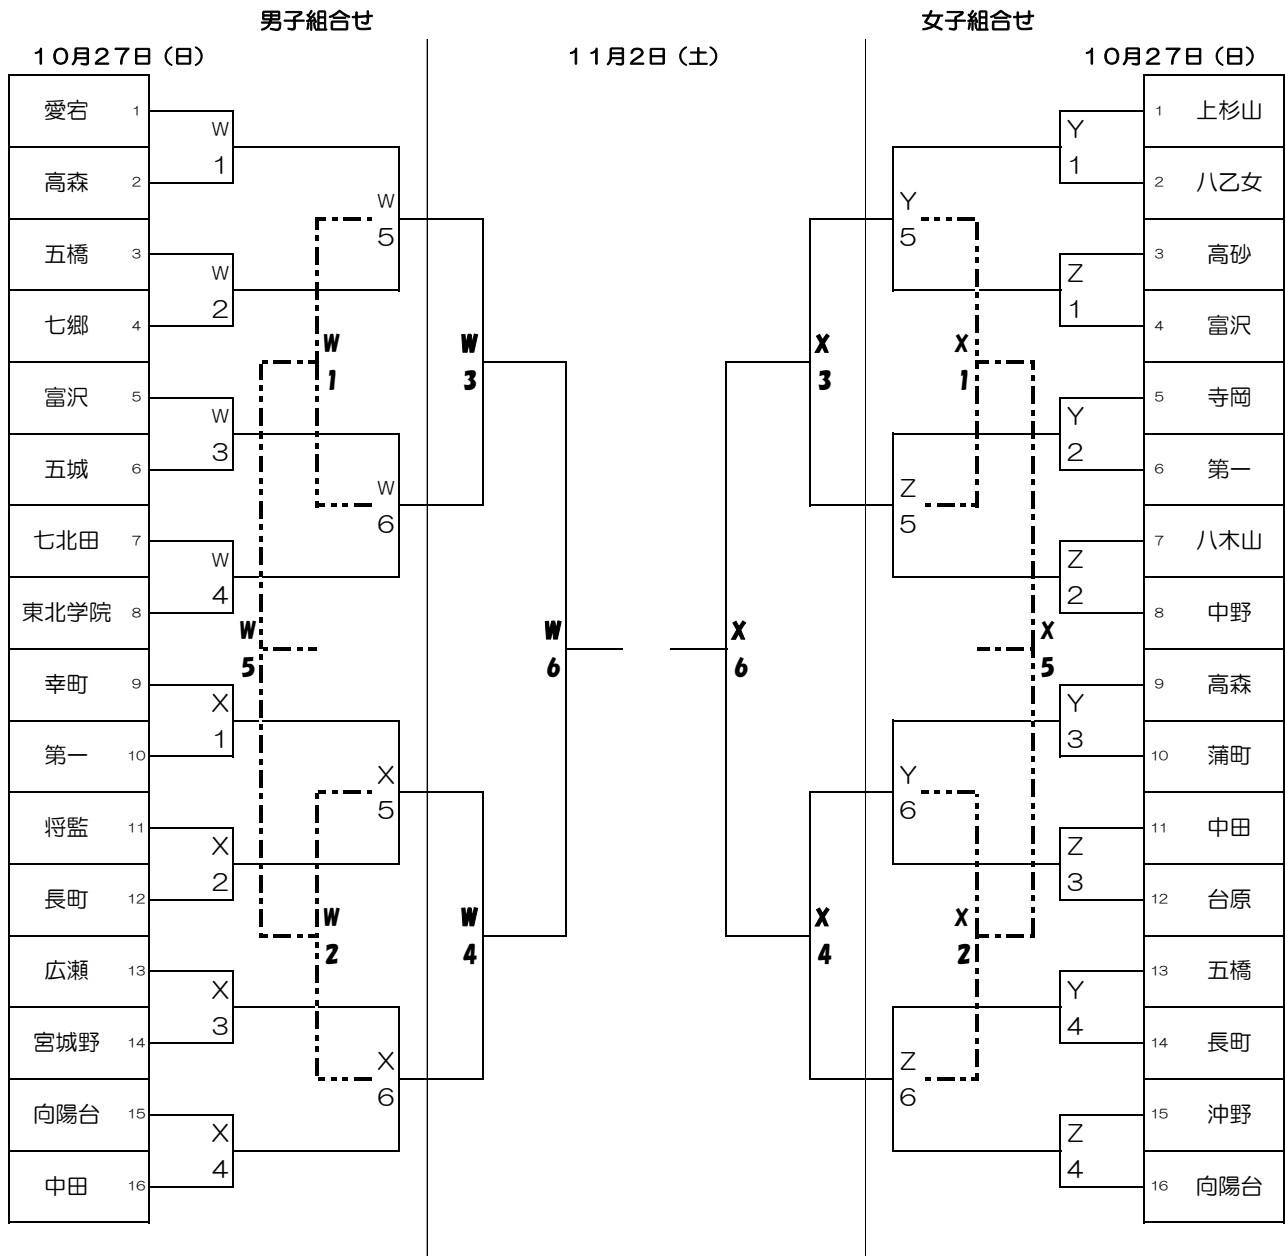 男子組合せ
女子組合せ
10月27日（日）
11月2日（土）
10月27日（日）
愛宕 1
高森 2
五橋 3
七郷 4
富沢 5
五城 6
七北田 7
東北学院 8
幸町 9
第一 10
将監 11
長町 12
広瀬 13
宮城野 14
向陽台 15
中田 16
W 1
W 2
W 3
W 4
X 1
X 2
X 3
X 4
W 5
W 6
X 5
X 6
W 1
W 2
W 5
W 3
W 4
W 6
X 6
X 3
X 4
Y 5
Z 5
Y 6
Z 6
X 1
X 2
X 5
Y 1
Z 1
Y 2
Z 2
Y 3
Z 3
Y 4
Z 4
1 上杉山
2 八乙女
3 高砂
4 富沢
5 寺岡
6 第一
7 八木山
8 中野
9 高森
10 蒲町
11 中田
12 台原
13 五橋
14 長町
15 沖野
16 向陽台